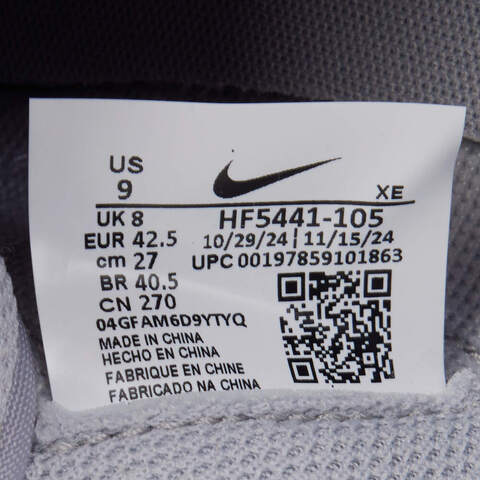 US
9
XE
UK 8
HF5441-105
EUR 42.5
10/29/24 | 11/15/24
cm 27
UPC 00197859101863
BR 40.5
CN 270
04GFAM6D9YTYQ
MADE IN CHINA
HECHO EN CHINA
FABRIQUE EN CHINE
FABRICADO NA CHINA